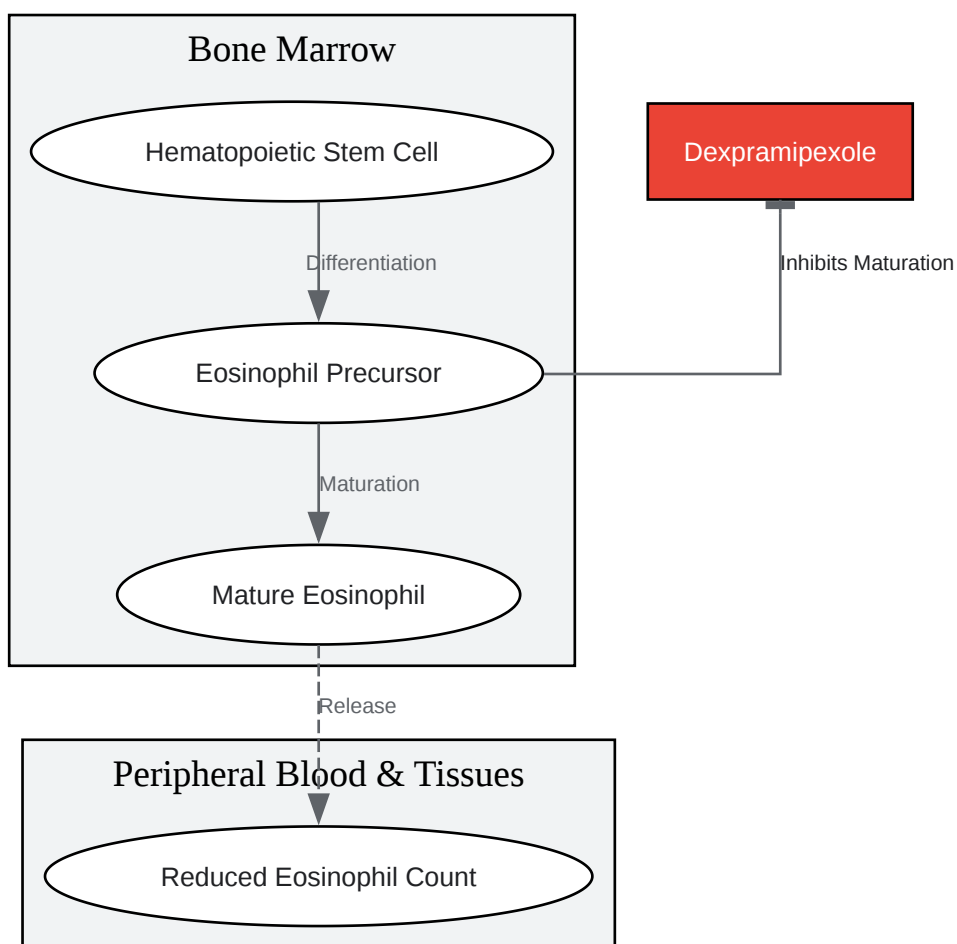 Bone Marrow
Hematopoietic Stem Cell
Dexpramipexole
Differentiation
Inhibits Maturation
Eosinophil Precursor
Maturation
Mature Eosinophil
Release
Peripheral Blood & Tissues
Reduced Eosinophil Count